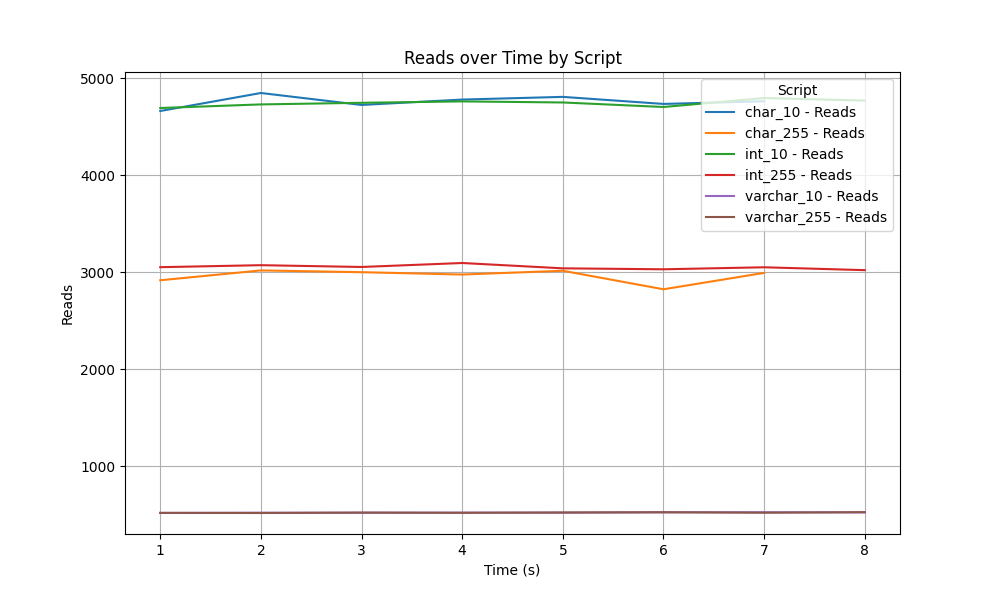 Reads over Time by Script
5000
4000
3000
2000
1000
Reads
Script
char_10 - Reads
char_255 - Reads
int_10 - Reads
int_255 - Reads
varchar_10 - Reads
varchar_255 - Reads
1 2 3 4 5 6 7 8
Time (s)